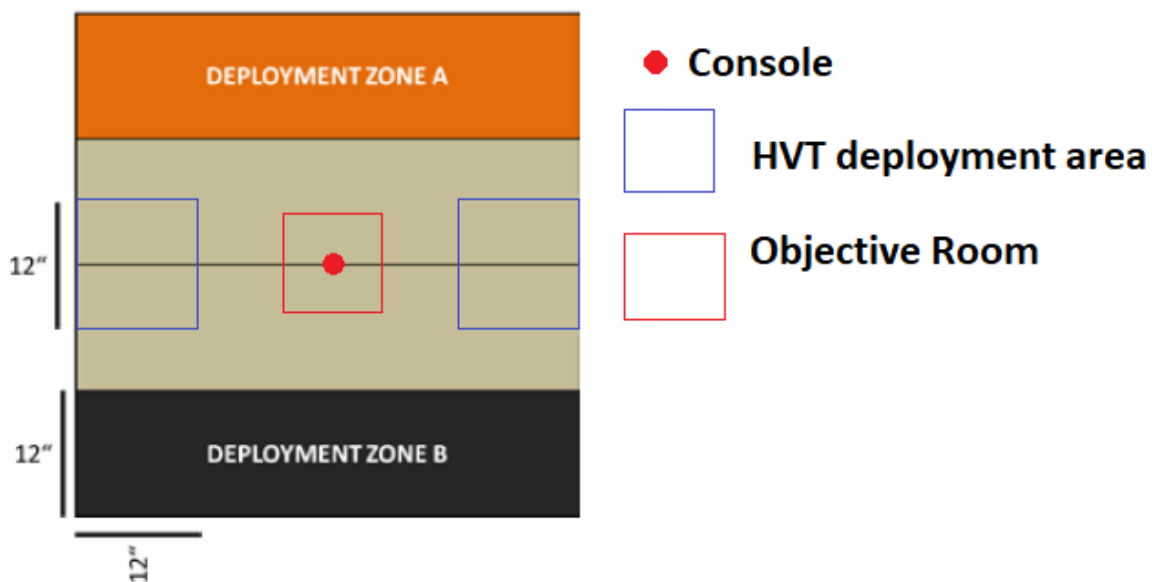 DEPLOYMENT ZONE A
Console
HVT deployment area
12“
Objective Room
12“
DEPLOYMENT ZONE B
12“